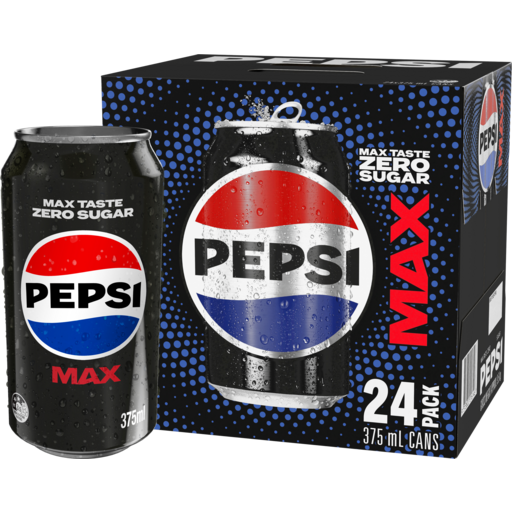 MAX TASTE
ZERO SUGAR
PEPSI
MAX
375ml
PEPSI
MAX TASTE
ZERO
SUGAR
PEPSI
MAX
24 PACK
375 mL CANS
PEPSI
PEPSI